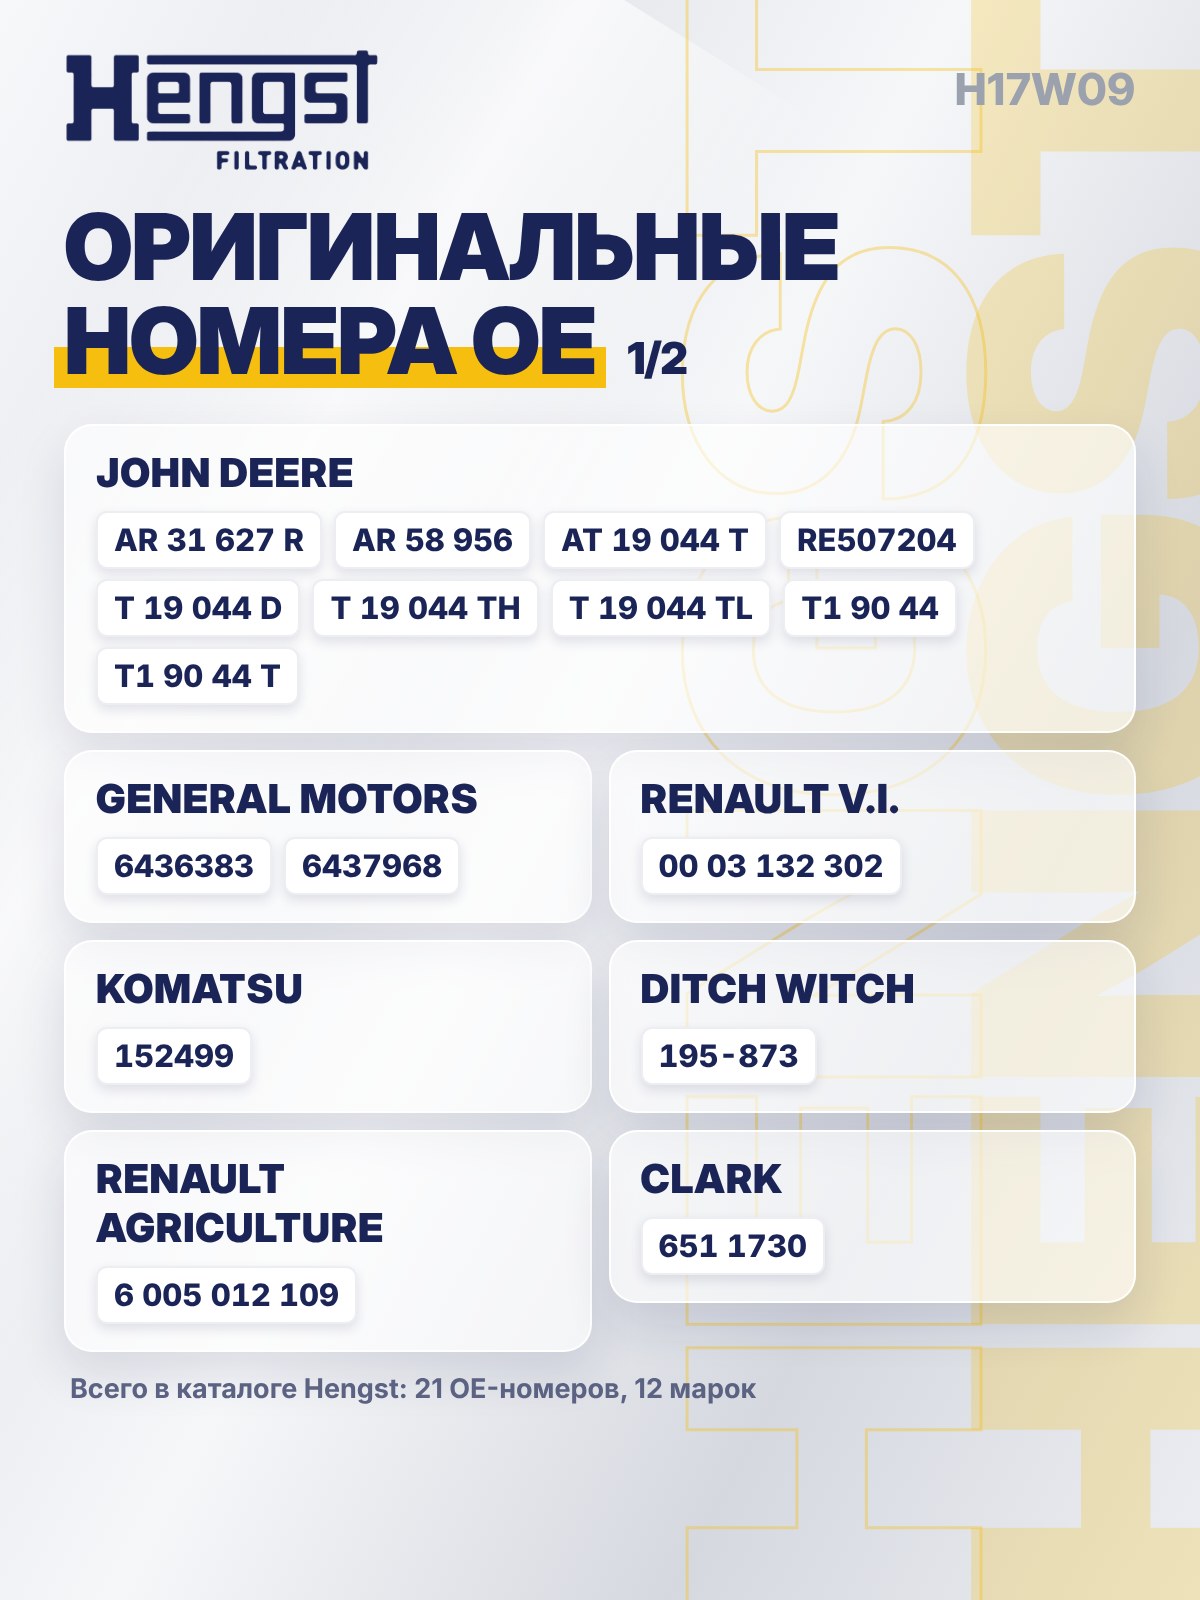 Hengst
FILTRATION
H17W09
ОРИГИНАЛЬНЫЕ
НОМЕРА OE 1/2
JOHN DEERE
AR 31 627 R
AR 58 956
AT 19 044 T
RE507204
T 19 044 D
T 19 044 TH
T 19 044 TL
T1 90 44
T1 90 44 T
GENERAL MOTORS
6436383
6437968
RENAULT V.I.
00 03 132 302
KOMATSU
152499
DITCH WITCH
195-873
RENAULT
AGRICULTURE
6 005 012 109
CLARK
651 1730
Всего в каталоге Hengst: 21 OE-номеров, 12 марок
HENGST
HENGST